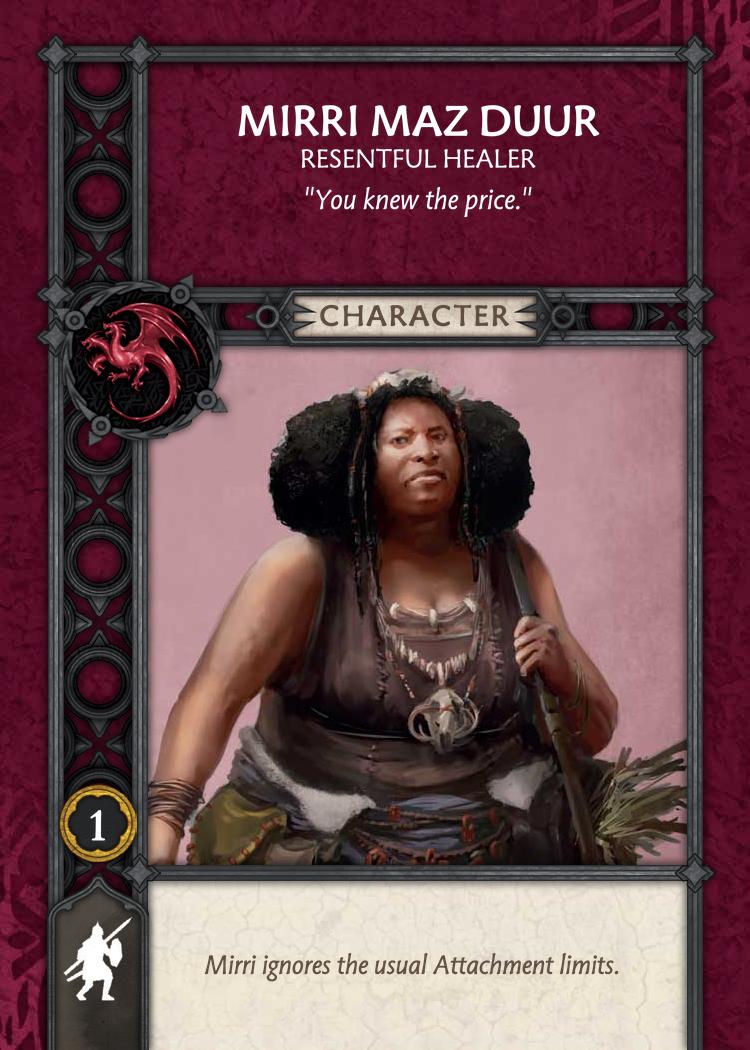 MIRRI MAZ DUUR
RESENTFUL HEALER
"You knew the price."
CHARACTER
1
Mirri ignores the usual Attachment limits.